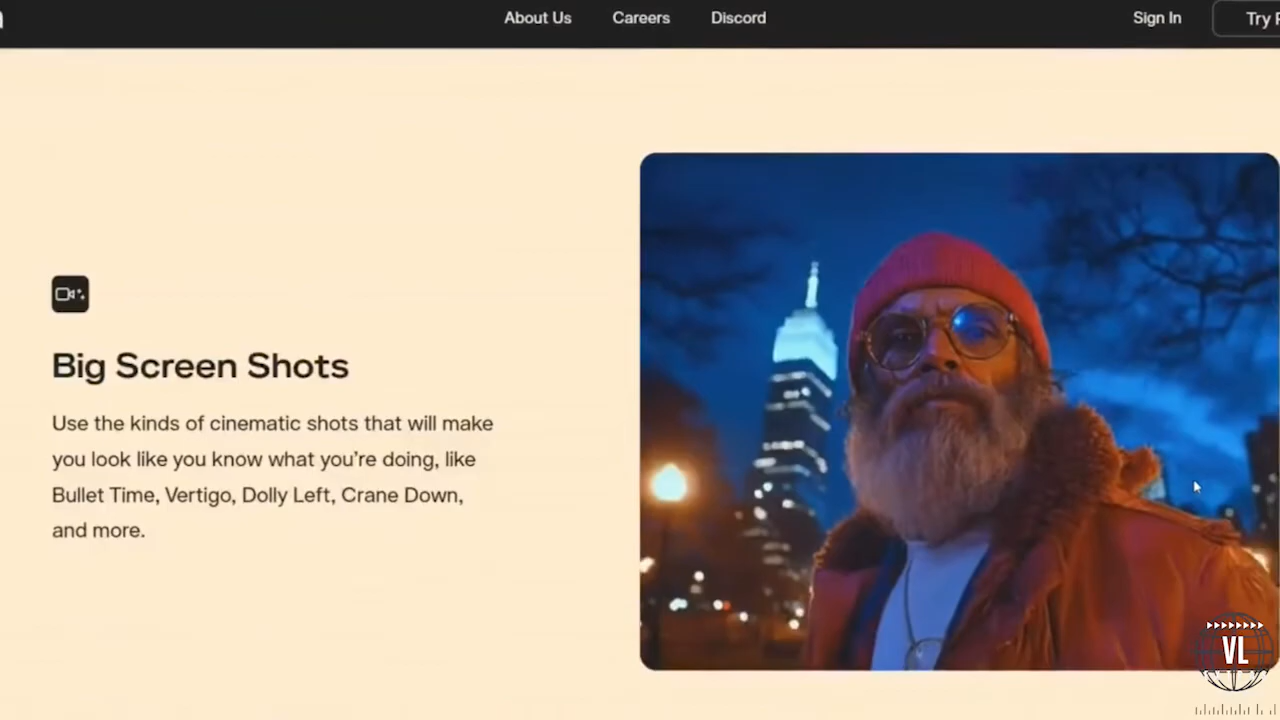 About Us
Careers
Discord
Sign In
Try
Big Screen Shots
Use the kinds of cinematic shots that will make
you look like you know what you're doing, like
Bullet Time, Vertigo, Dolly Left, Crane Down,
and more.
VL